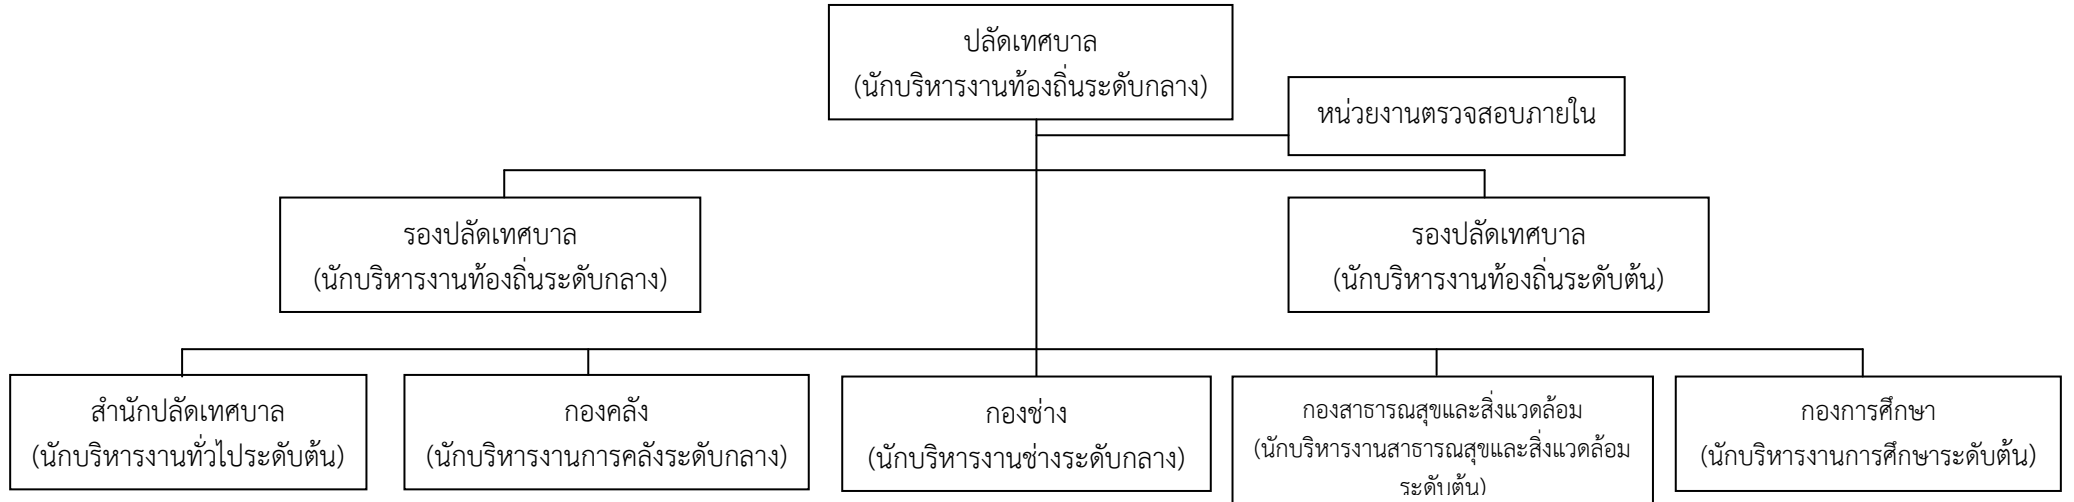 ปลัดเทศบาล
(นักบริหารงานท้องถิ่นระดับกลาง)
หน่วยงานตรวจสอบภายใน
รองปลัดเทศบาล
(นักบริหารงานท้องถิ่นระดับกลาง)
รองปลัดเทศบาล
(นักบริหารงานท้องถิ่นระดับต้น)
สำนักปลัดเทศบาล
(นักบริหารงานทั่วไประดับต้น)
กองคลัง
(นักบริหารงานการคลังระดับกลาง)
กองช่าง
(นักบริหารงานช่างระดับกลาง)
กองสาธารณสุขและสิ่งแวดล้อม
(นักบริหารงานสาธารณสุขและสิ่งแวดล้อม
ระดับต้น)
กองการศึกษา
(นักบริหารงานการศึกษาระดับต้น)